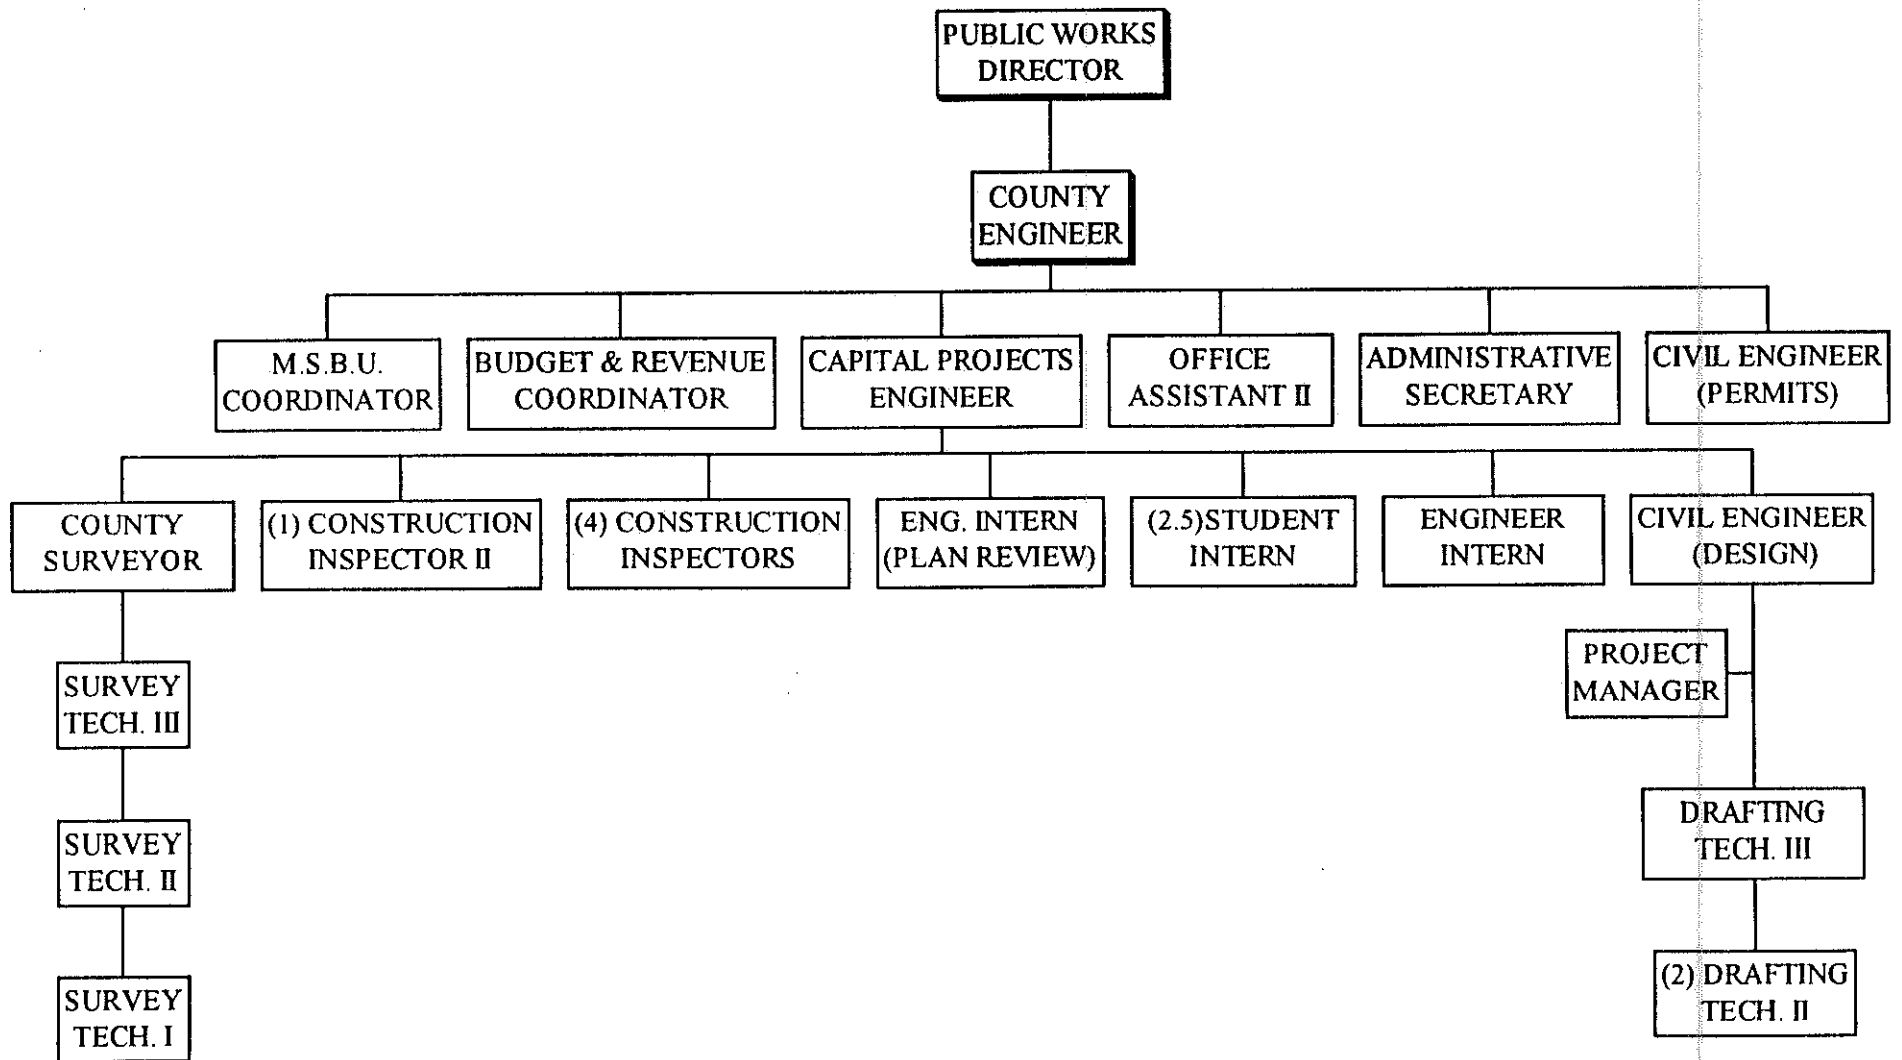 PUBLIC WORKS
DIRECTOR
COUNTY
ENGINEER
M.S.B.U.
COORDINATOR
BUDGET & REVENUE
COORDINATOR
CAPITAL PROJECTS
ENGINEER
OFFICE
ASSISTANT II
ADMINISTRATIVE
SECRETARY
CIVIL ENGINEER
(PERMITS)
COUNTY
SURVEYOR
(1) CONSTRUCTION
INSPECTOR II
(4) CONSTRUCTION
INSPECTORS
ENG. INTERN
(PLAN REVIEW)
(2.5)STUDENT
INTERN
ENGINEER
INTERN
CIVIL ENGINEER
(DESIGN)
SURVEY
TECH. III
PROJECT
MANAGER
SURVEY
TECH. II
DRAFTING
TECH. III
SURVEY
TECH. I
(2) DRAFTING
TECH. II